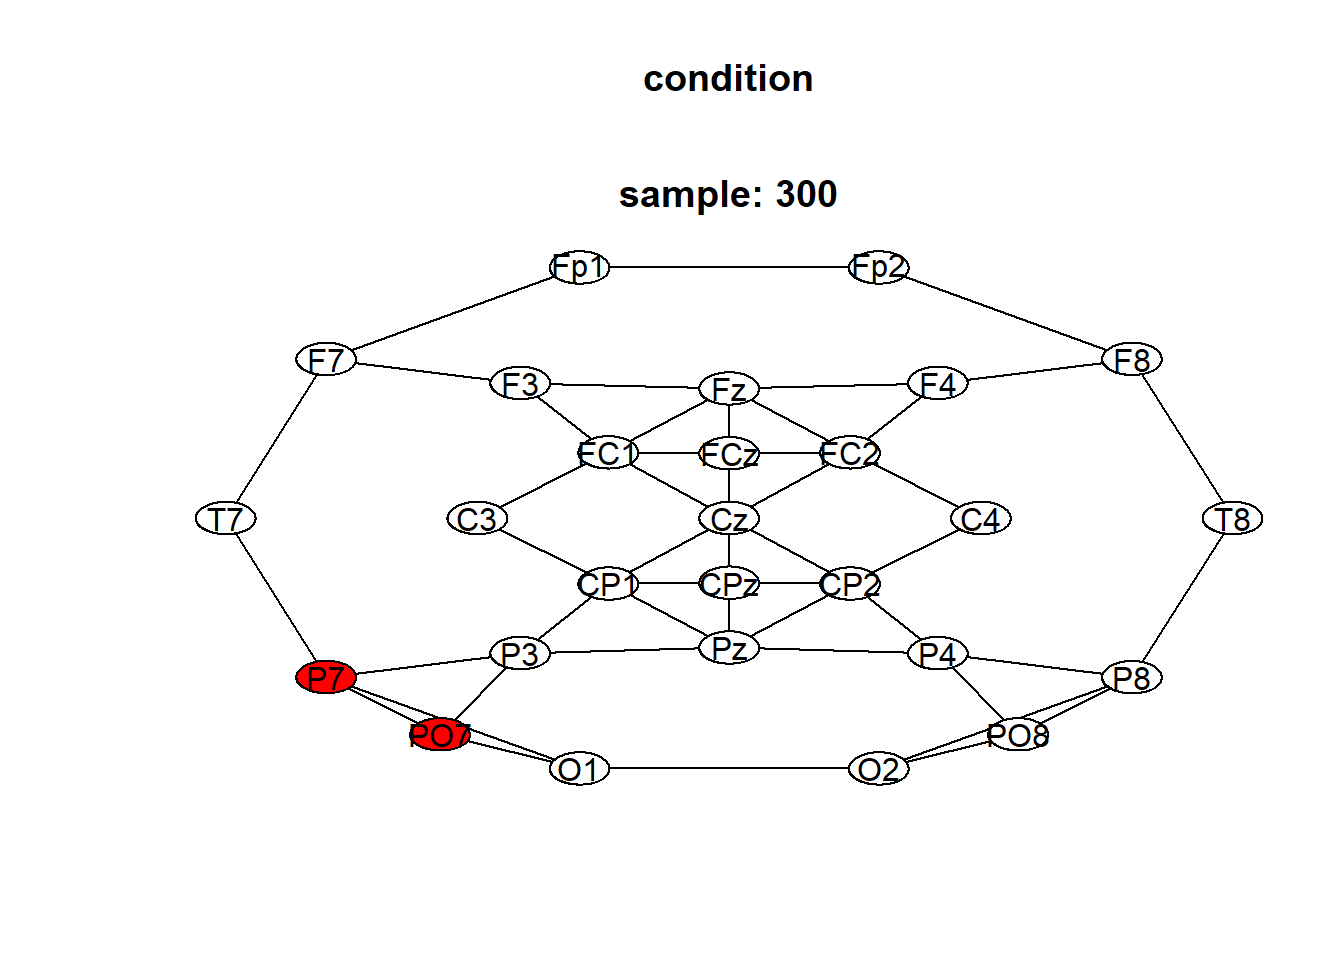 condition
sample: 300
Fp1 Fp2
F7 F8
F3 Fz F4
FC1 FCz FC2
T7 C3 Cz C4 T8
CP1 CPz CP2
P3 Pz P4
P7 P8
PO7 PO8
O1 O2